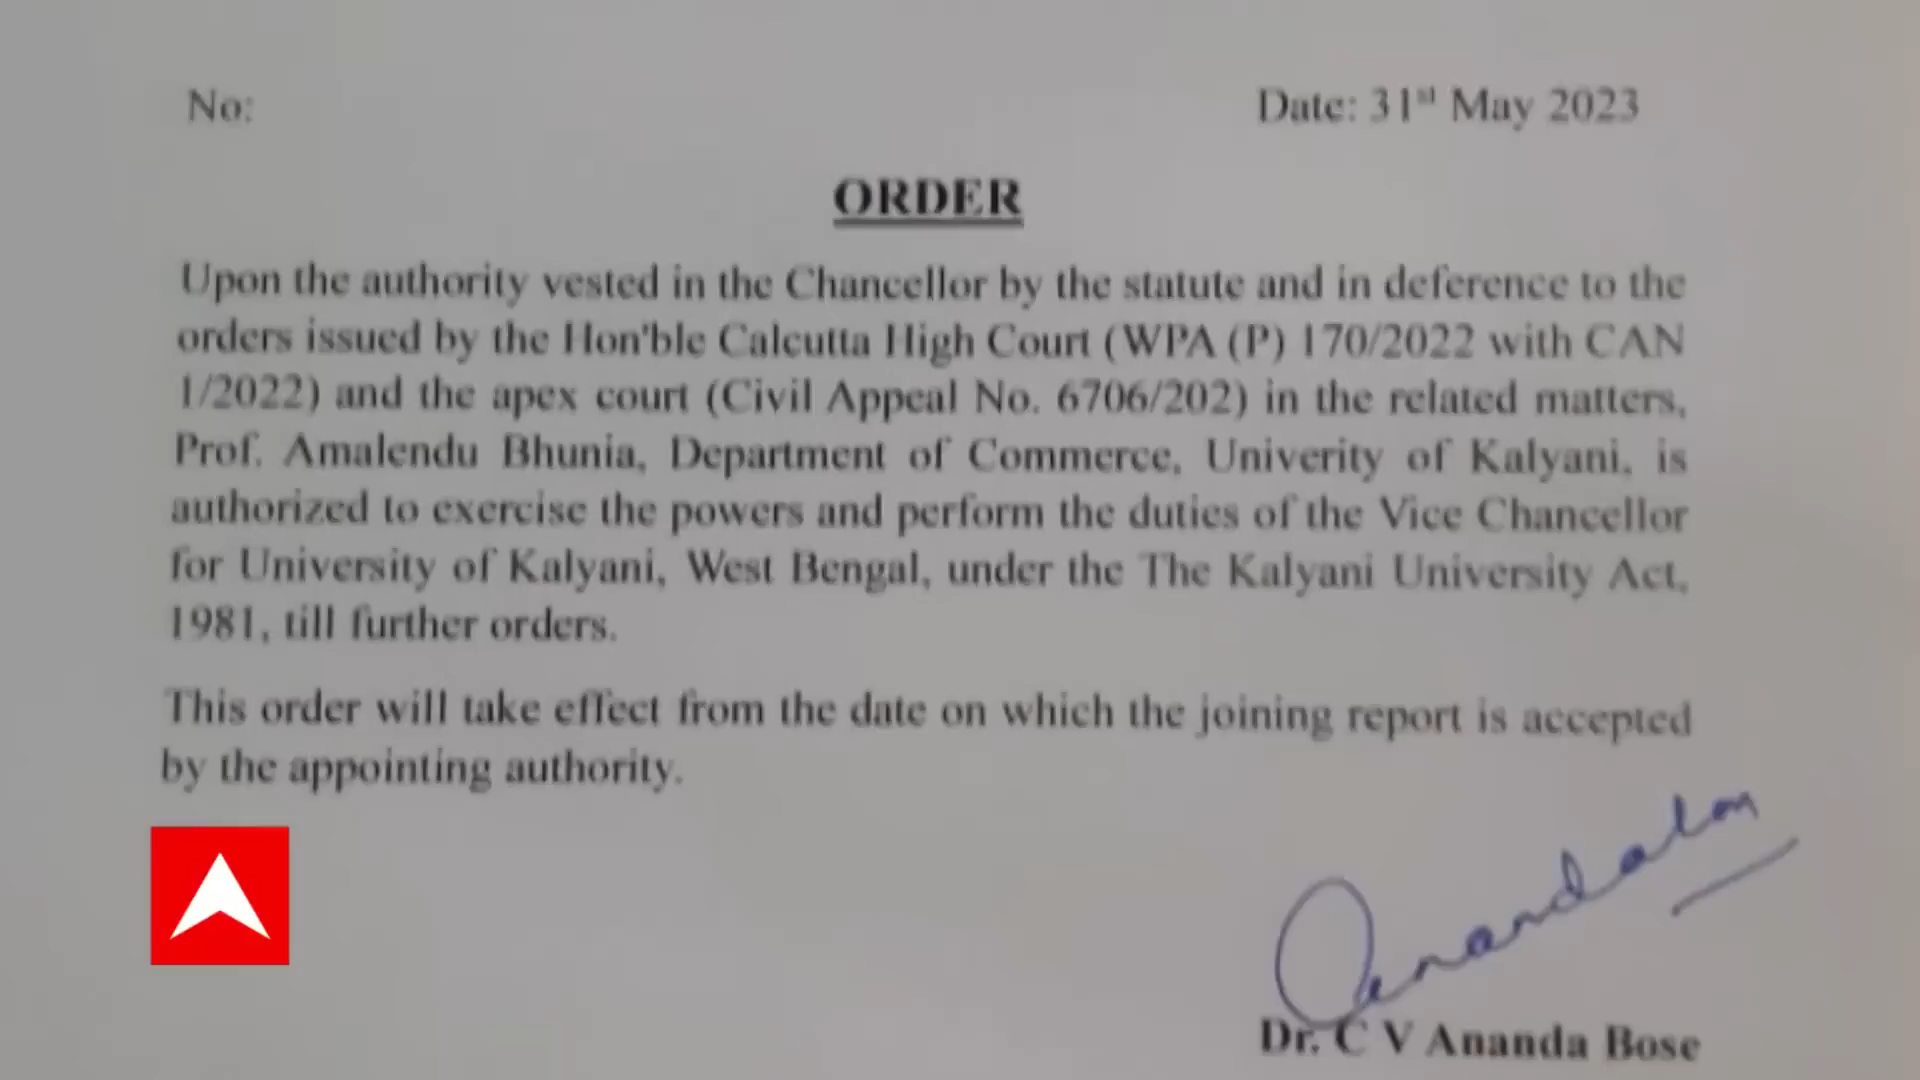 No:
Date: 31st May 2023
ORDER
Upon the authority vested in the Chancellor by the statute and in deference to the
orders issued by the Hon'ble Calcutta High Court (WPA (P) 170/2022 with CAN
1/2022) and the apex court (Civil Appeal No. 6706/202) in the related matters,
Prof. Amalendu Bhunia, Department of Commerce, Univerity of Kalyani, is
authorized to exercise the powers and perform the duties of the Vice Chancellor
for University of Kalyani, West Bengal, under the The Kalyani University Act,
1981, till further orders.
This order will take effect from the date on which the joining report is accepted
by the appointing authority.
Dr. C V Ananda Bose